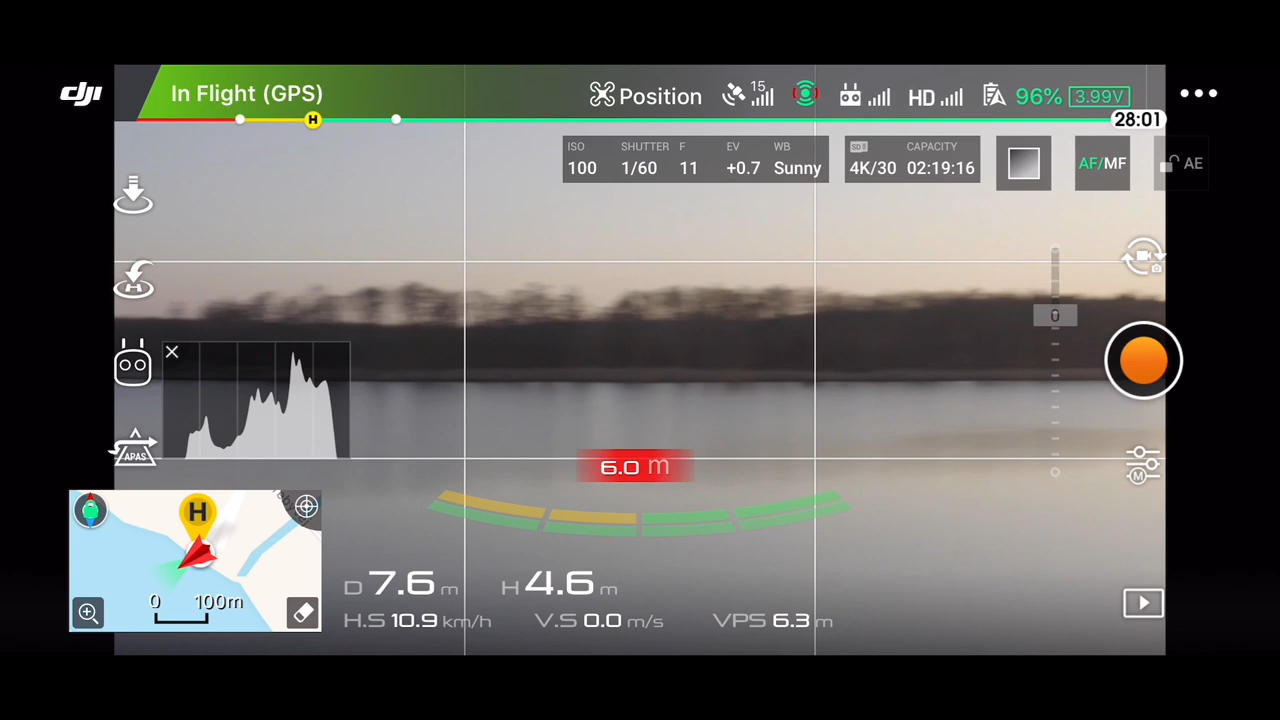 dji
In Flight (GPS)
Position
15
HD
96%
3.99V
H
28:01
ISO
100
SHUTTER
1/60
F
11
EV
+0.7
WB
Sunny
SD
4K/30
CAPACITY
02:19:16
AF/MF
AE
0
H
APAS
M
6.0 m
H
0 100m
D 7.6 m
H 4.6 m
H.S 10.9 km/h
V.S 0.0 m/s
VPS 6.3 m